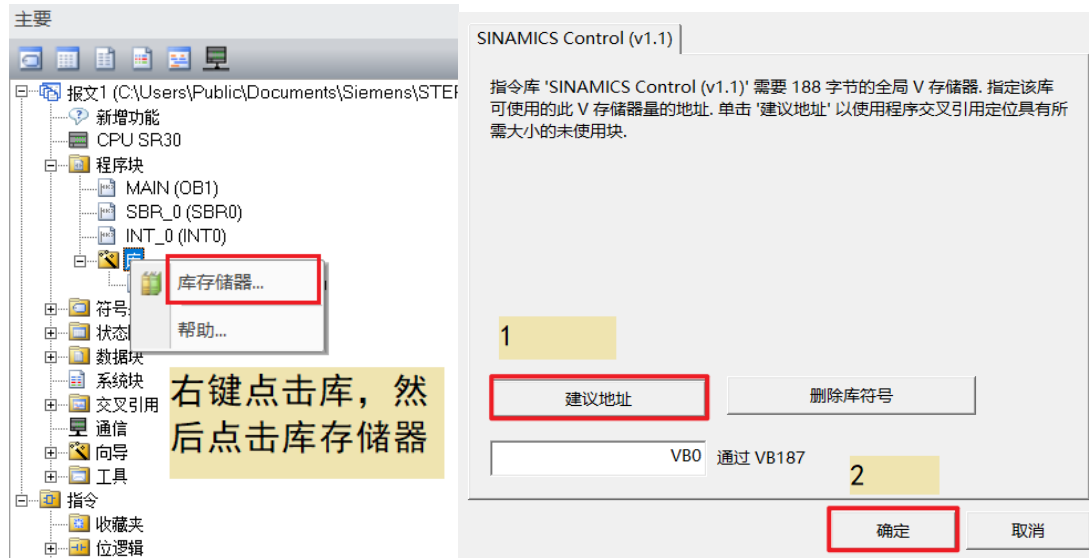 主要
报文1 (C:\Users\Public\Documents\Siemens\STEF
新增功能
CPU SR30
程序块
MAIN (OB1)
SBR_0 (SBR0)
INT_0 (INT0)
库
库存储器...
帮助...
符号
状态
数据块
系统块
交叉引用
通信
向导
工具
指令
收藏夹
位逻辑
右键点击库，然
后点击库存储器
SINAMICS Control (v1.1)
指令库 'SINAMICS Control (v1.1)' 需要 188 字节的全局 V 存储器. 指定该库
可使用的此 V 存储器量的地址. 单击 '建议地址' 以使用程序交叉引用定位具有所
需大小的未使用块.
1
建议地址
删除库符号
VB0 通过 VB187
2
确定
取消